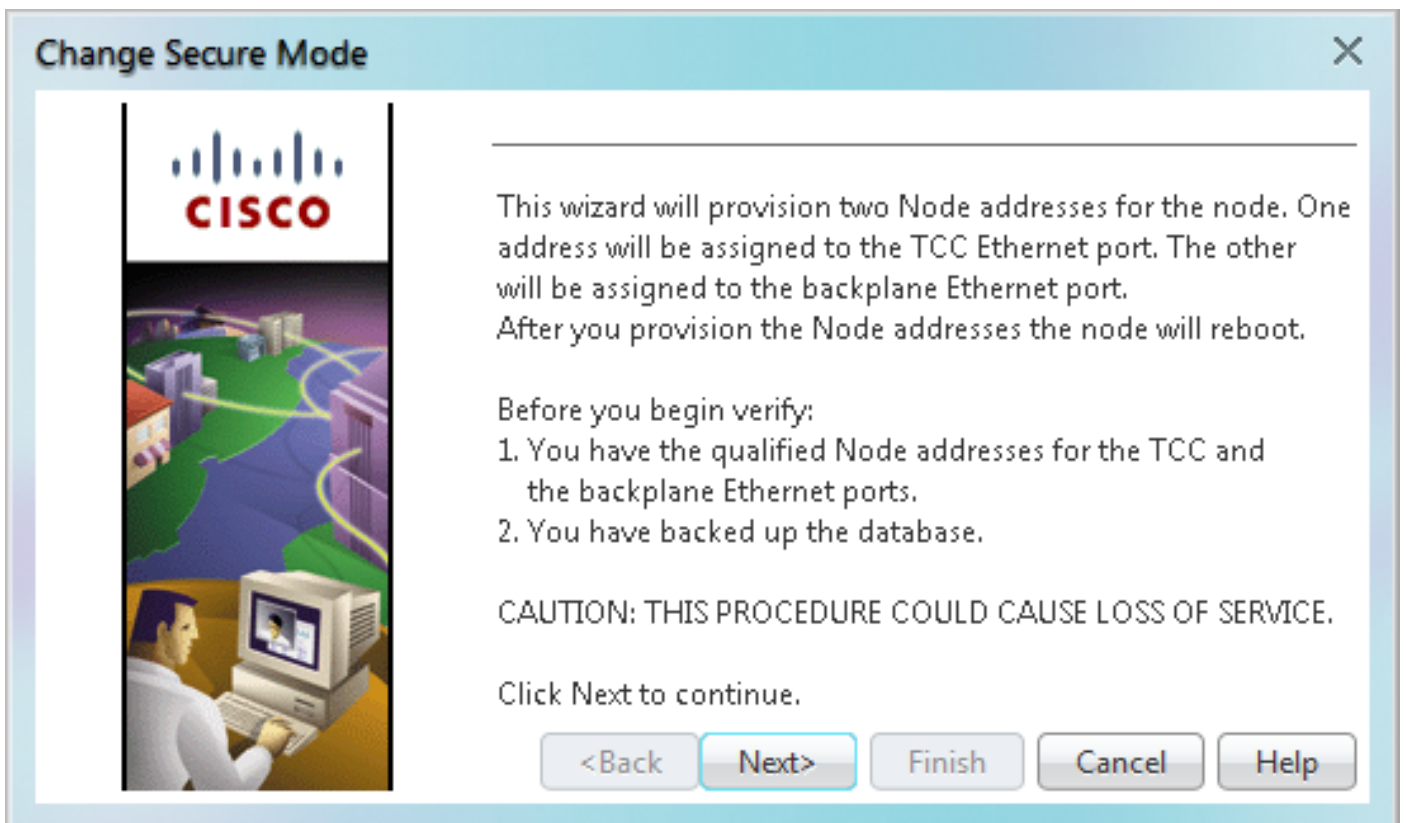 Change Secure Mode
CISCO
This wizard will provision two Node addresses for the node. One
address will be assigned to the TCC Ethernet port. The other
will be assigned to the backplane Ethernet port.
After you provision the Node addresses the node will reboot.
Before you begin verify:
1. You have the qualified Node addresses for the TCC and
the backplane Ethernet ports.
2. You have backed up the database.
CAUTION: THIS PROCEDURE COULD CAUSE LOSS OF SERVICE.
Click Next to continue.
<Back Next> Finish Cancel Help